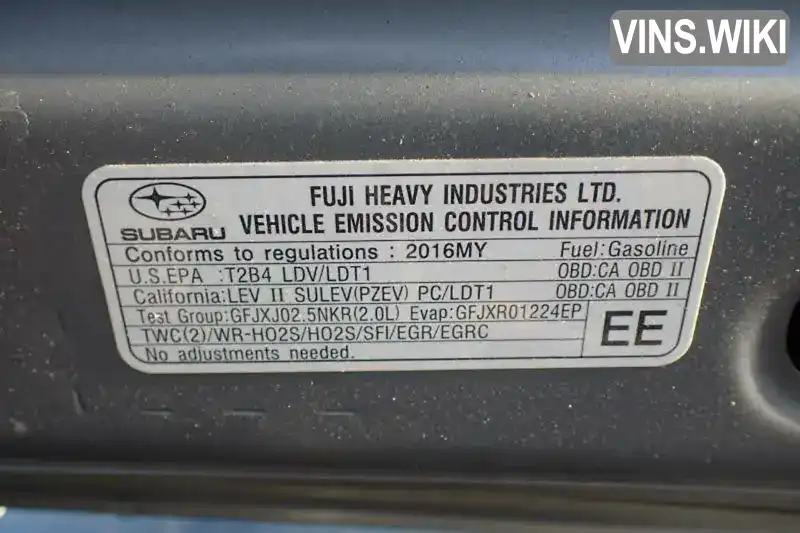 VINS.WIKI
SUBARU
FUJI HEAVY INDUSTRIES LTD.
VEHICLE EMISSION CONTROL INFORMATION
Conforms to regulations : 2016MY Fuel:Gasoline
U.S.EPA :T2B4 LDV/LDT1 OBD:CA OBD II
California:LEV II SULEV(PZEV) PC/LDT1 OBD:CA OBD II
Test Group:GFJXJ02.5NKR(2.0L) Evap:GFJXR01224EP
TWC(2)/WR-HO2S/HO2S/SFI/EGR/EGRC
No adjustments needed.
EE